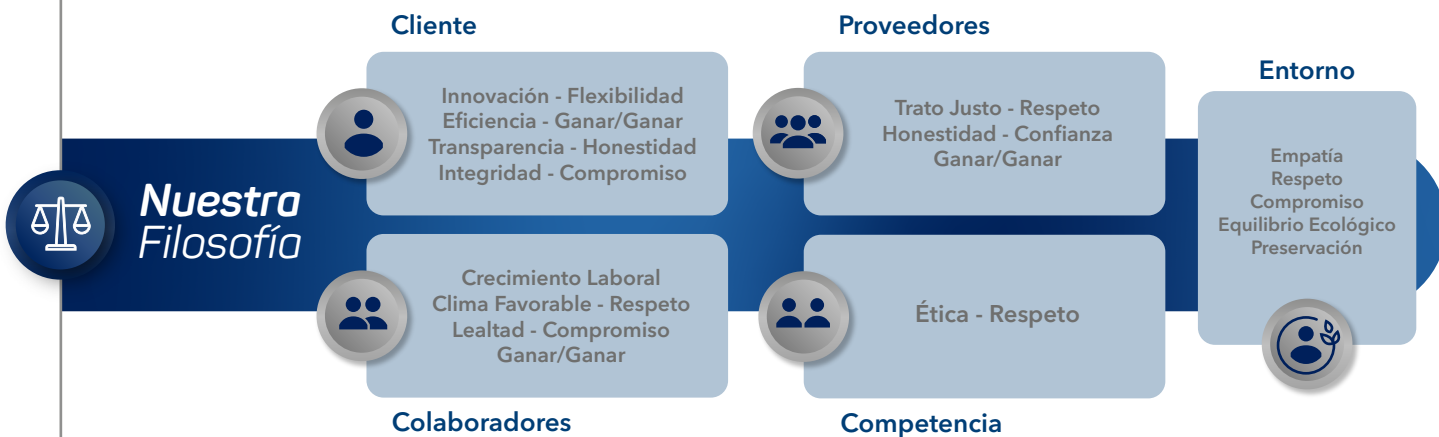 Nuestra
Filosofía
Cliente
Innovación - Flexibilidad
Eficiencia - Ganar/Ganar
Transparencia - Honestidad
Integridad - Compromiso
Crecimiento Laboral
Clima Favorable - Respeto
Lealtad - Compromiso
Ganar/Ganar
Colaboradores
Proveedores
Trato Justo - Respeto
Honestidad - Confianza
Ganar/Ganar
Ética - Respeto
Competencia
Entorno
Empatía
Respeto
Compromiso
Equilibrio Ecológico
Preservación